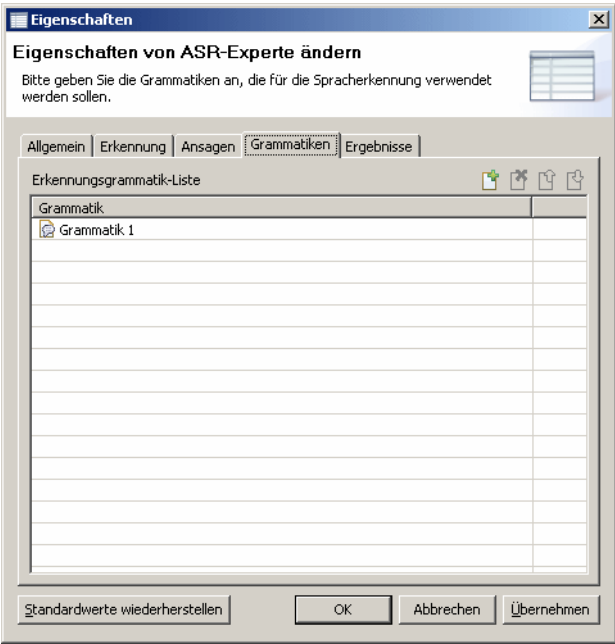 Eigenschaften
Eigenschaften von ASR-Experte ändern
Bitte geben Sie die Grammatiken an, die für die Spracherkennung verwendet
werden sollen.
Allgemein Erkennung Ansagen Grammatiken Ergebnisse
Erkennungsgrammatik-Liste
Grammatik
Grammatik 1
Standardwerte wiederherstellen OK Abbrechen Übernehmen